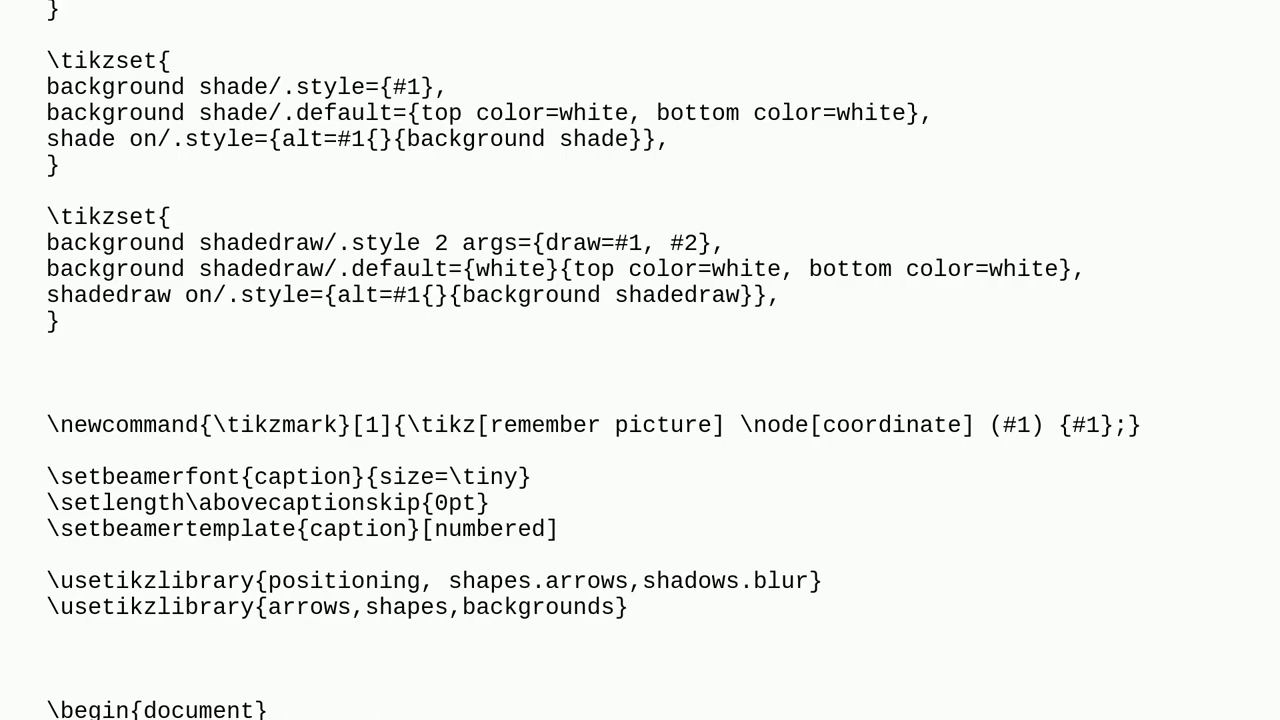 }
\tikzset{
background shade/.style={#1},
background shade/.default={top color=white, bottom color=white},
shade on/.style={alt=#1{}{background shade}},
}
\tikzset{
background shadedraw/.style 2 args={draw=#1, #2},
background shadedraw/.default={white}{top color=white, bottom color=white},
shadedraw on/.style={alt=#1{}{background shadedraw}},
}
\newcommand{\tikzmark}[1]{\tikz[remember picture] \node[coordinate] (#1) {#1};}
\setbeamerfont{caption}{size=\tiny}
\setlength\abovecaptionskip{0pt}
\setbeamertemplate{caption}[numbered]
\usetikzlibrary{positioning, shapes.arrows,shadows.blur}
\usetikzlibrary{arrows,shapes,backgrounds}
\begin{document}